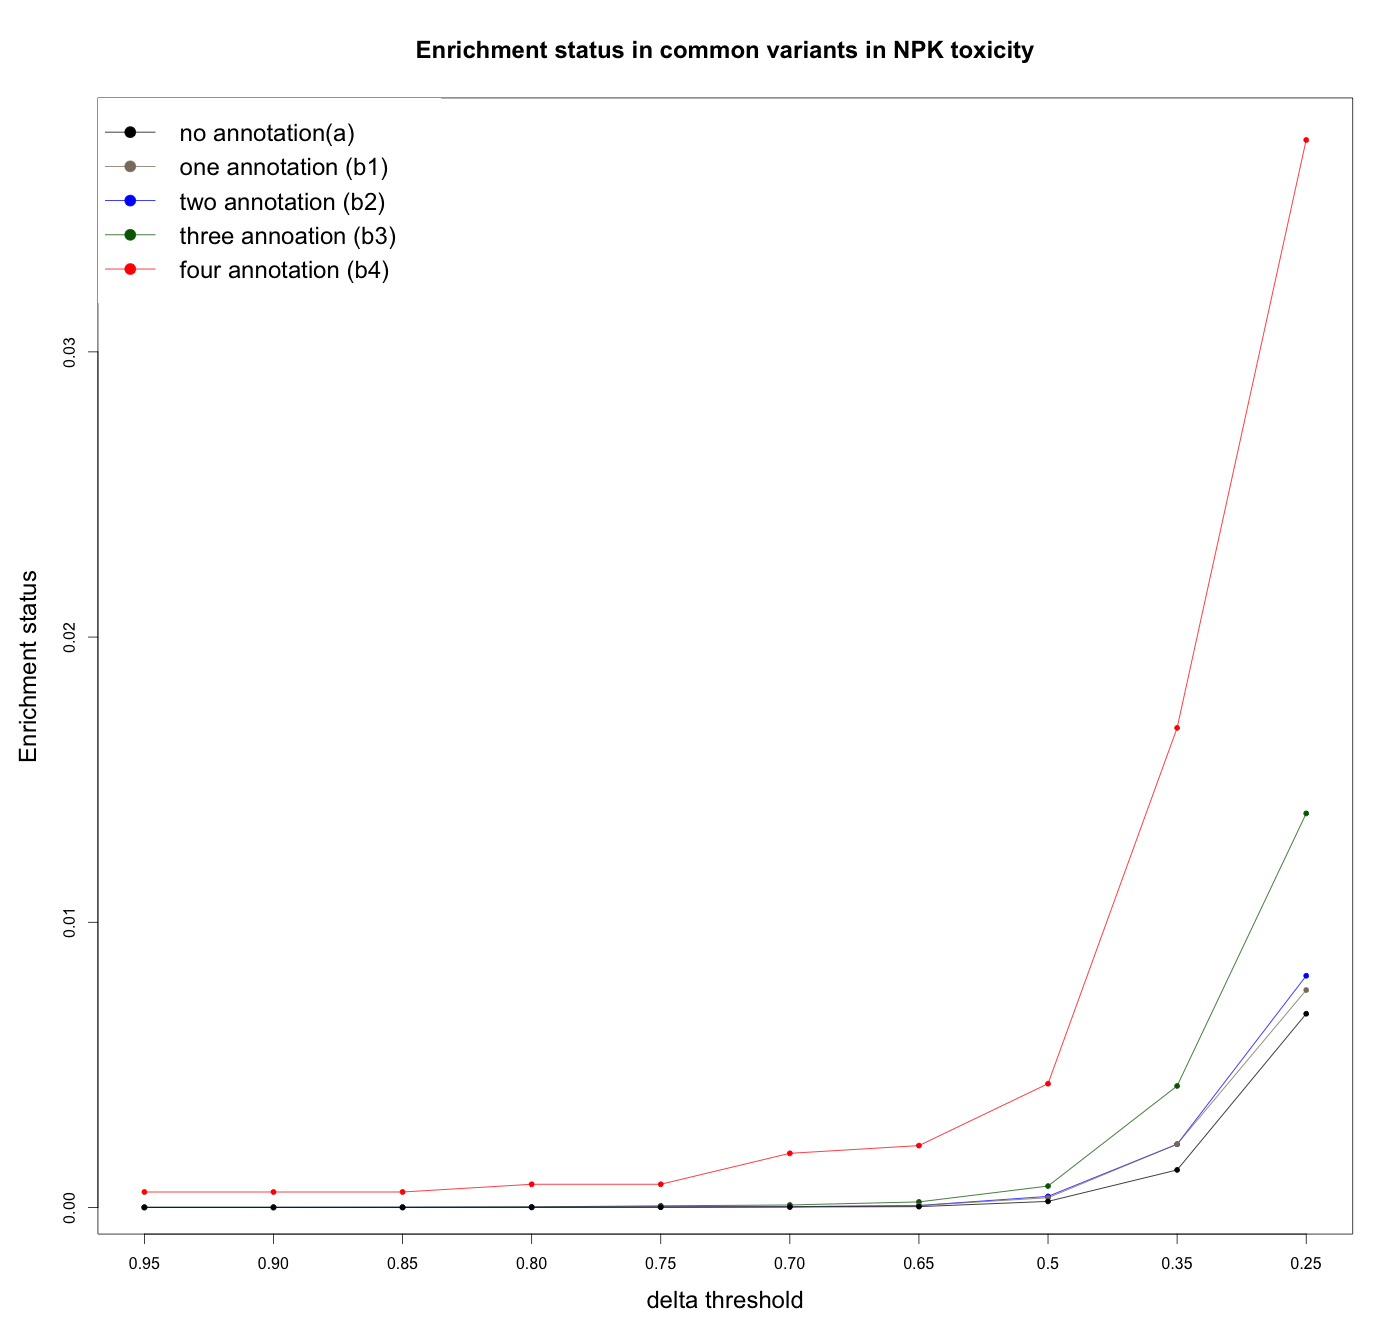 Enrichment status in common variants in NPK toxicity
no annotation(a)
one annotation (b1)
two annotation (b2)
three annoation (b3)
four annotation (b4)
Enrichment status
0.03
0.02
0.01
0.00
0.95 0.90 0.85 0.80 0.75 0.70 0.65 0.5 0.35 0.25
delta threshold